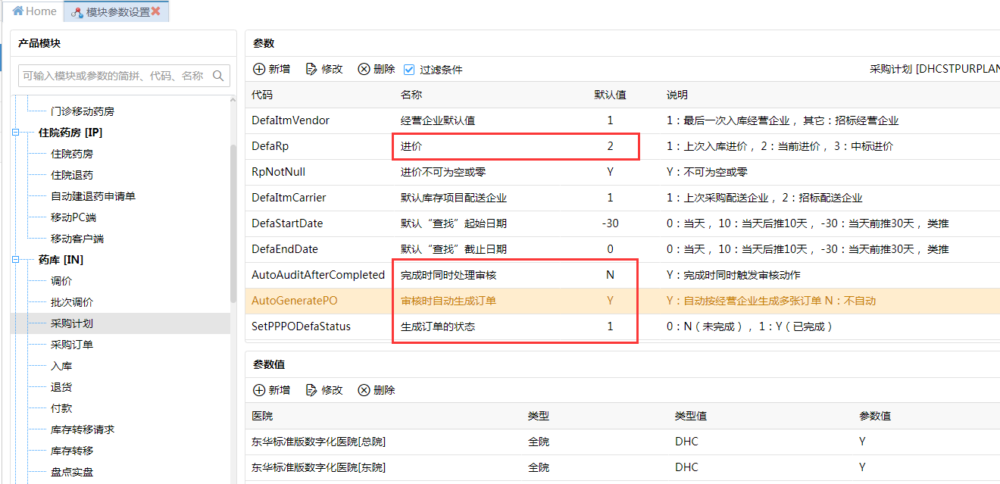 Home 模块参数设置
产品模块
可输入模块或参数的简拼、代码、名称
门诊移动药房
住院药房 [IP]
住院药房
住院退药
自动建退药申请单
移动PC端
移动客户端
药库 [IN]
调价
批次调价
采购计划
采购订单
入库
退货
付款
库存转移请求
库存转移
盘点实盘
参数
新增 修改 删除 过滤条件 采购计划 [DHCSTPURPLAN
代码 名称 默认值 说明
DefaItmVendor 经营企业默认值 1 1：最后一次入库经营企业 ，其它：招标经营企业
DefaRp 进价 2 1：上次入库进价 ，2：当前进价 ，3：中标进价
RpNotNull 进价不可为空或零 Y Y：不可为空或零
DefaItmCarrier 默认库存项目配送企业 1 1：上次采购配送企业 ，2：招标配送企业
DefaStartDate 默认“查找”起始日期 -30 0：当天 ，10：当天后推10天 ，-30：当天前推30天 ，类推
DefaEndDate 默认“查找”截止日期 0 0：当天 ，10：当天后推10天 ，-30：当天前推30天 ，类推
AutoAuditAfterCompleted 完成时同时处理审核 N Y：完成时同时触发审核动作
AutoGeneratePO 审核时自动生成订单 Y Y：自动按经营企业生成多张订单 N：不自动
SetPPPODefaStatus 生成订单的状态 1 0：N（未完成），1：Y（已完成）
参数值
新增 修改 删除
医院 类型 类型值 参数值
东华标准版数字化医院[总院] 全院 DHC Y
东华标准版数字化医院[东院] 全院 DHC Y